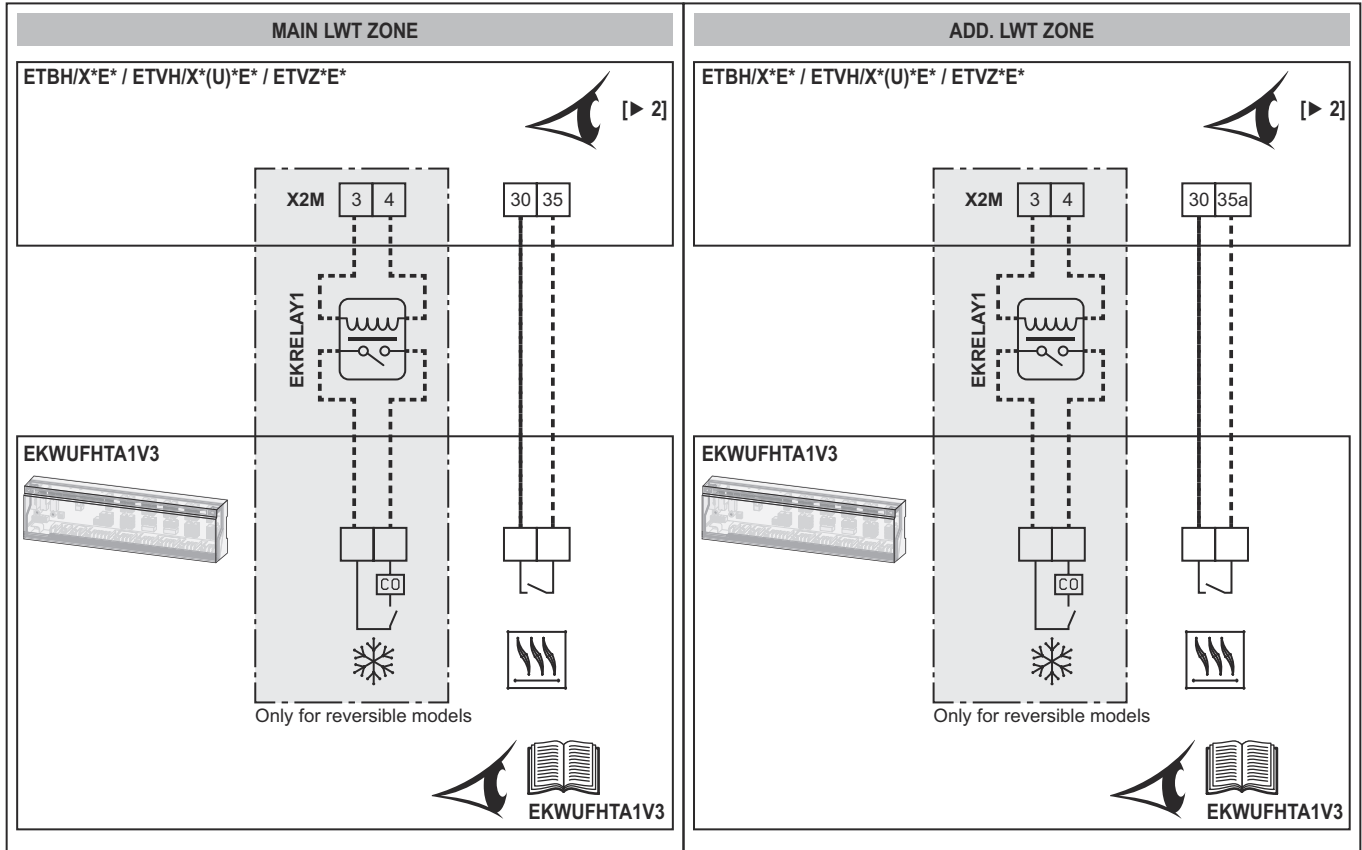 MAIN LWT ZONE
ETBH/X*E* / ETVH/X*(U)*E* / ETVZ*E*
[▶ 2]
X2M 3 4
30 35
EKRELAY1
EKWUFHTA1V3
CO
Only for reversible models
EKWUFHTA1V3
ADD. LWT ZONE
ETBH/X*E* / ETVH/X*(U)*E* / ETVZ*E*
[▶ 2]
X2M 3 4
30 35a
EKRELAY1
EKWUFHTA1V3
CO
Only for reversible models
EKWUFHTA1V3